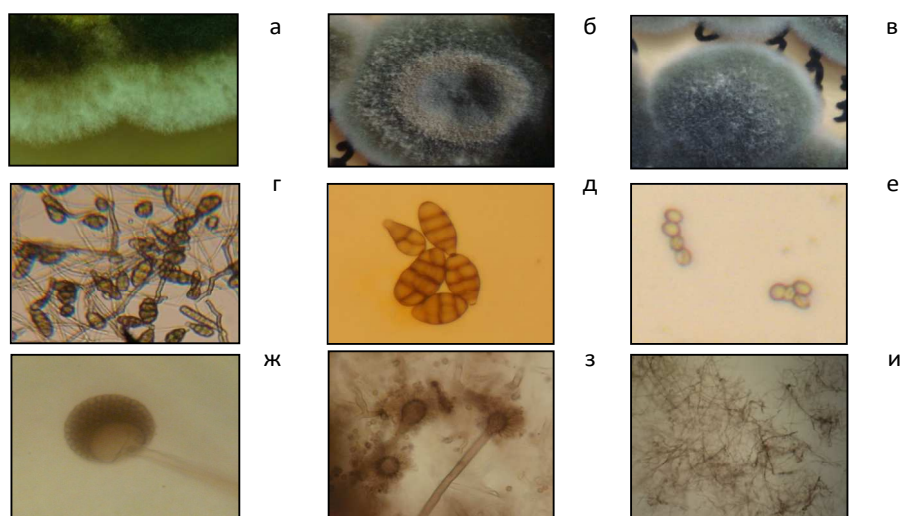 а б в
г д е
ж з и